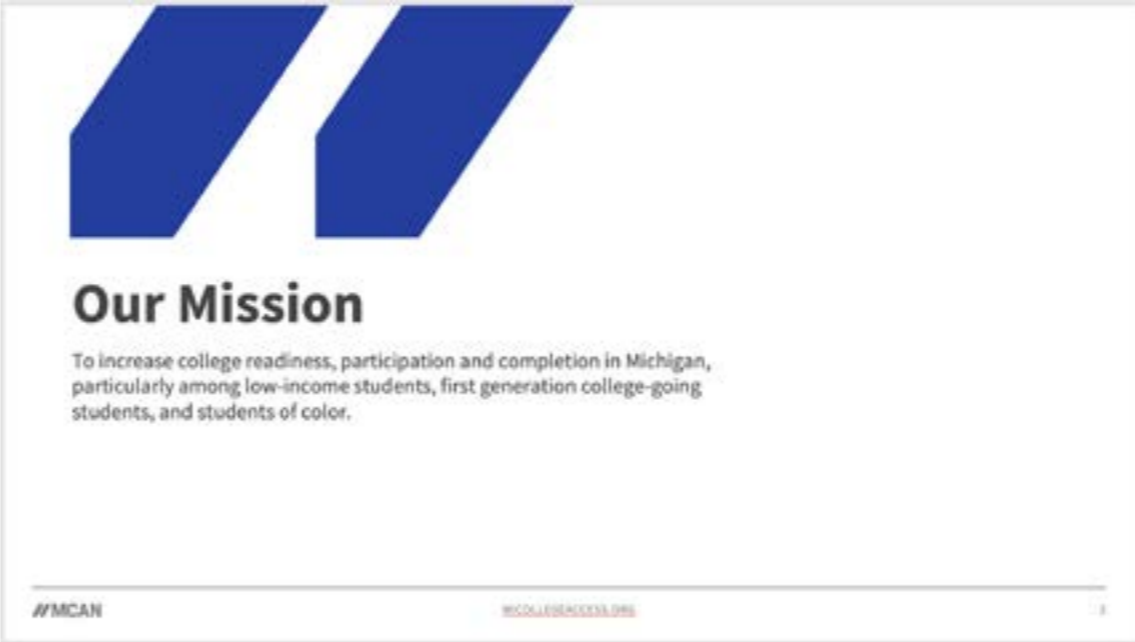 Our Mission
To increase college readiness, participation and completion in Michigan,
particularly among low-income students, first generation college-going
students, and students of color.
MCAN
MICOLLEGEACCESS.ORG